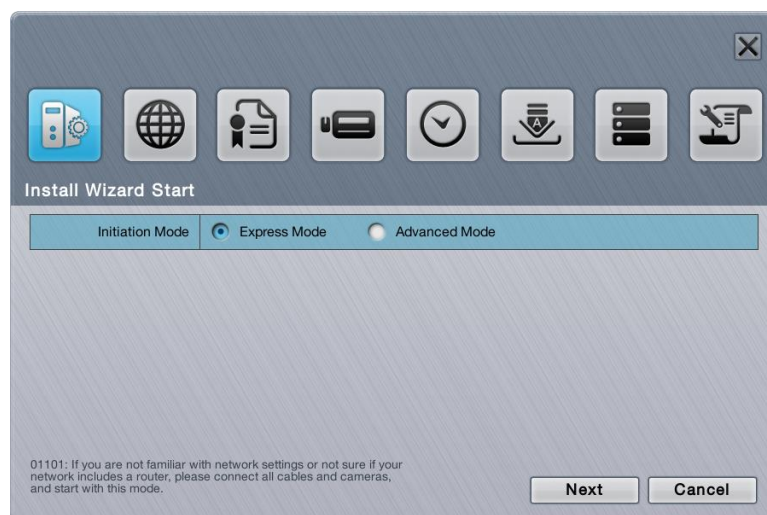 Install Wizard Start
Initiation Mode Express Mode Advanced Mode
01101: If you are not familiar with network settings or not sure if your
network includes a router, please connect all cables and cameras,
and start with this mode.
Next Cancel